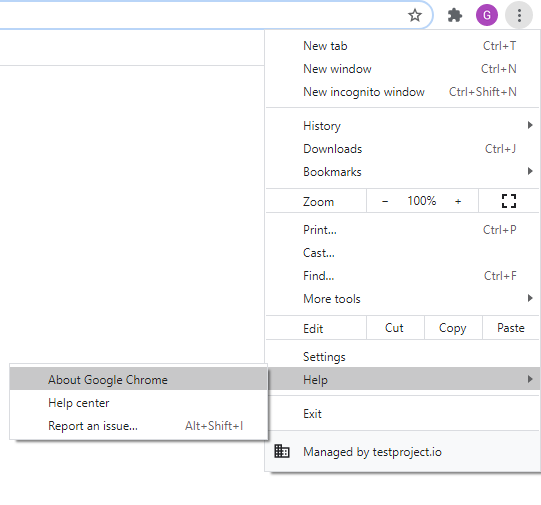 G
New tab Ctrl+T
New window Ctrl+N
New incognito window Ctrl+Shift+N
History
Downloads Ctrl+J
Bookmarks
Zoom − 100% +
Print... Ctrl+P
Cast...
Find... Ctrl+F
More tools
Edit Cut Copy Paste
Settings
Help
About Google Chrome
Help center
Report an issue... Alt+Shift+I
Exit
Managed by testproject.io